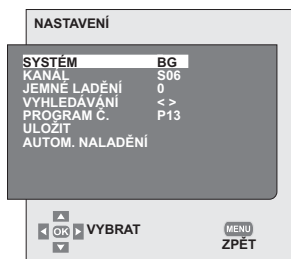 NASTAVENÍ
SYSTÉM BG
KANÁL S06
JEMNÉ LADĚNÍ 0
VYHLEDÁVÁNÍ < >
PROGRAM Č. P13
ULOŽIT
AUTOM. NALADĚNÍ
OK VYBRAT MENU
ZPĚT